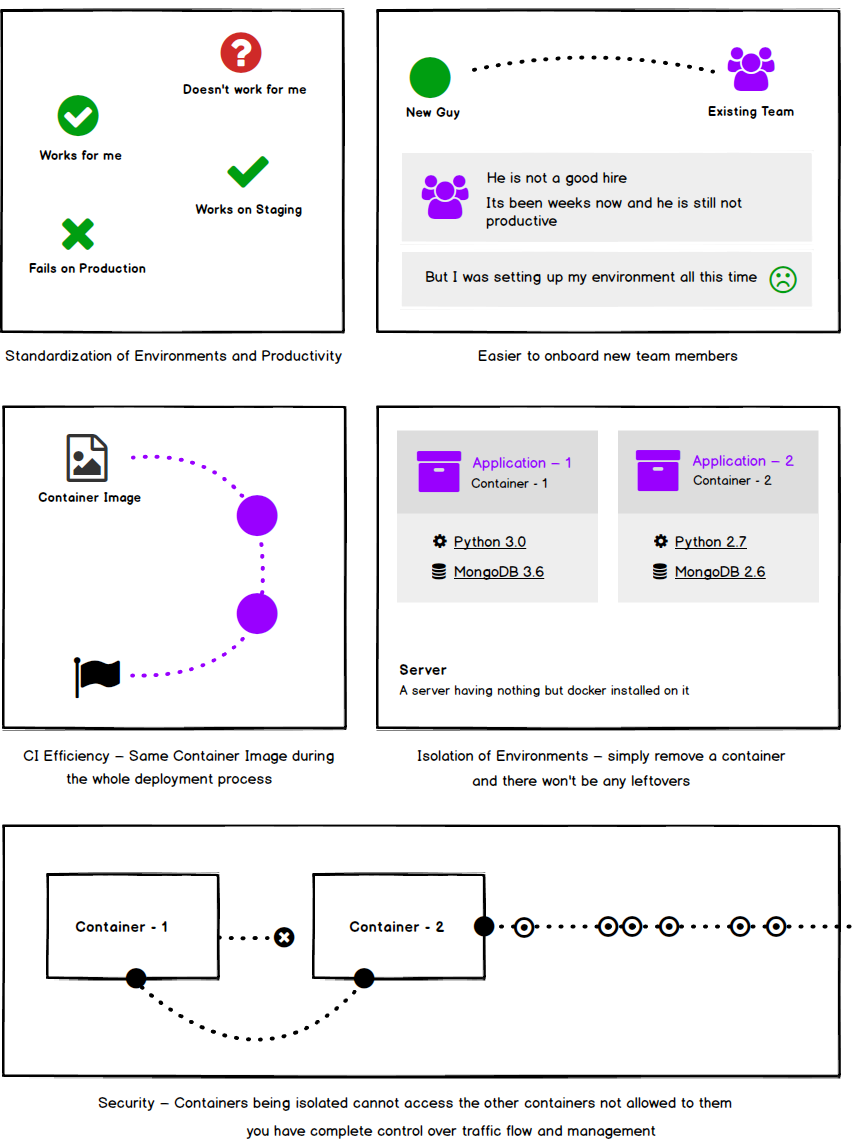 Doesn't work for me
Works for me
Works on Staging
Fails on Production
Standardization of Environments and Productivity
New Guy
Existing Team
He is not a good hire
Its been weeks now and he is still not
productive
But I was setting up my environment all this time
Easier to onboard new team members
Container Image
CI Efficiency – Same Container Image during
the whole deployment process
Application – 1
Container - 1
Python 3.0
MongoDB 3.6
Application – 2
Container - 2
Python 2.7
MongoDB 2.6
Server
A server having nothing but docker installed on it
Isolation of Environments – simply remove a container
and there won't be any leftovers
Container - 1
Container - 2
Security – Containers being isolated cannot access the other containers not allowed to them
you have complete control over traffic flow and management